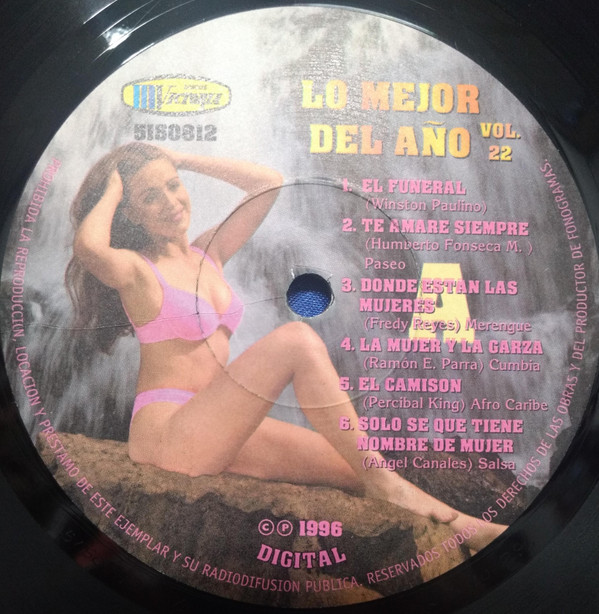 Victoria
5180812
LO MEJOR
DEL AÑO VOL.
22
1. EL FUNERAL
(Winston Paulino)
2. TE AMARE SIEMPRE
(Humberto Fonseca M. )
Paseo
3. DONDE ESTAN LAS
MUJERES
(Fredy Reyes) Merengue
4. LA MUJER Y LA GARZA
(Ramón E. Parra) Cumbia
5. EL CAMISON
(Percibal King) Afro Caribe
6. SOLO SE QUE TIENE
NOMBRE DE MUJER
(Angel Canales) Salsa
A
© ℗ 1996
DIGITAL
PROHIBIDA LA REPRODUCCION, LOCACION Y PRESTAMO DE ESTE EJEMPLAR Y SU RADIODIFUSION PUBLICA. RESERVADOS TODOS LOS DERECHOS DE LAS OBRAS Y DEL PRODUCTOR DE FONOGRAMAS.